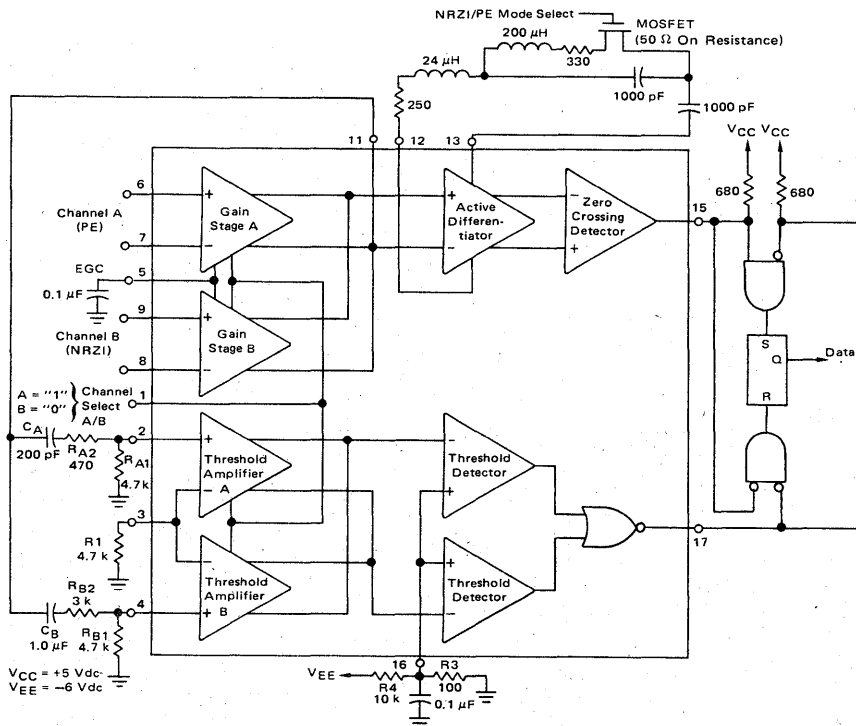 NRZI/PE Mode Select
MOSFET
(50 Ω On Resistance)
200 μH
330
24 μH
1000 pF
250
1000 pF
11
12
13
VCC
VCC
680
680
6
+
Gain
Stage A
Channel A
(PE)
7
−
+
Active
Differen-
tiator
−
−
Zero
Crossing
Detector
+
15
EGC
5
0.1 μF
9
+
Gain
Stage B
Channel B
(NRZI)
8
−
S
Q
R
Data
A = "1"
B = "0"
Channel
Select
A/B
1
CA
200 pF
RA2
470
2
RA1
4.7k
+
Threshold
Amplifier
− A
−
Threshold
Detector
+
3
R1
4.7 k
17
−
Threshold
Amplifier
+ B
+
Threshold
Detector
−
RB2
3 k
4
CB
1.0 μF
RB1
4.7 k
16
VEE
R4
10 k
R3
100
0.1 μF
VCC = +5 Vdc
VEE = −6 Vdc